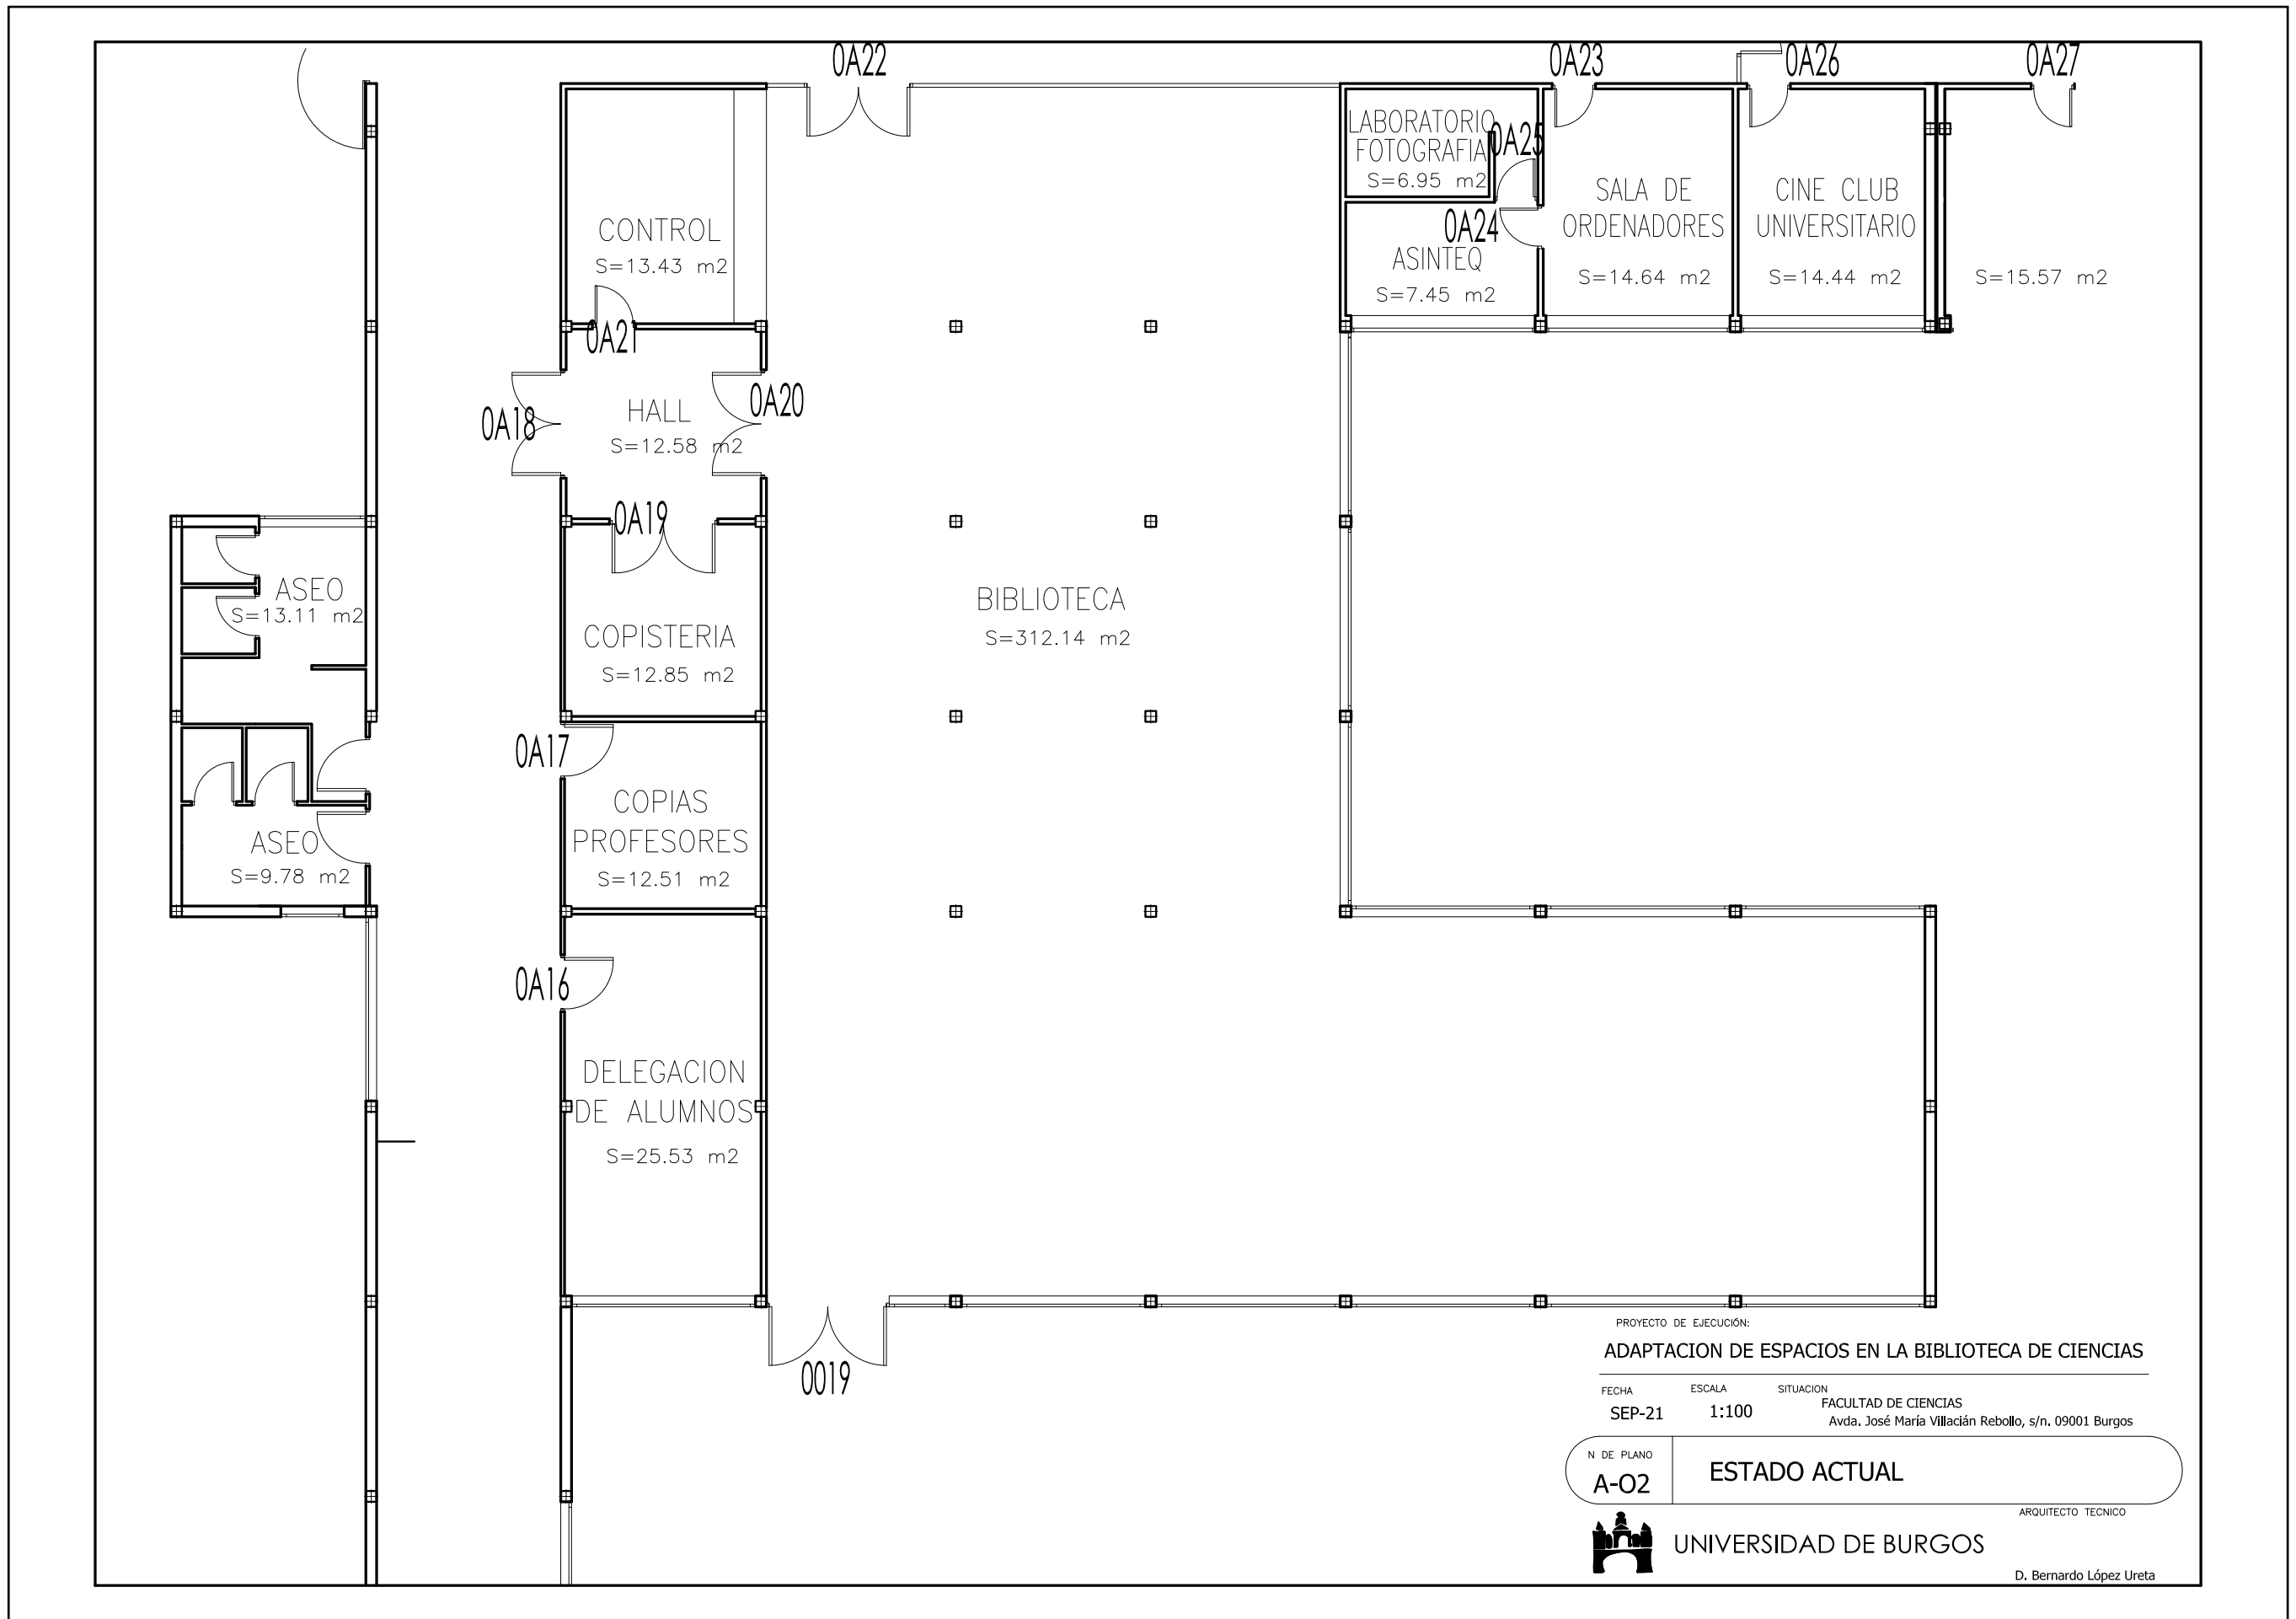 0A22
0A23
0A26
0A27
LABORATORIO
FOTOGRAFIA
S=6.95 m2
0A25
CONTROL
S=13.43 m2
0A24
ASINTEQ
S=7.45 m2
SALA DE
ORDENADORES
S=14.64 m2
CINE CLUB
UNIVERSITARIO
S=14.44 m2
S=15.57 m2
0A21
0A18
HALL
S=12.58 m2
0A20
0A19
ASEO
S=13.11 m2
COPISTERIA
S=12.85 m2
BIBLIOTECA
S=312.14 m2
0A17
COPIAS
PROFESORES
S=12.51 m2
ASEO
S=9.78 m2
0A16
DELEGACION
DE ALUMNOS
S=25.53 m2
0019
PROYECTO DE EJECUCIÓN:
ADAPTACION DE ESPACIOS EN LA BIBLIOTECA DE CIENCIAS
FECHA
SEP-21
ESCALA
1:100
SITUACION
FACULTAD DE CIENCIAS
Avda. José María Villacián Rebollo, s/n. 09001 Burgos
N DE PLANO
A-O2
ESTADO ACTUAL
ARQUITECTO TECNICO
UNIVERSIDAD DE BURGOS
D. Bernardo López Ureta